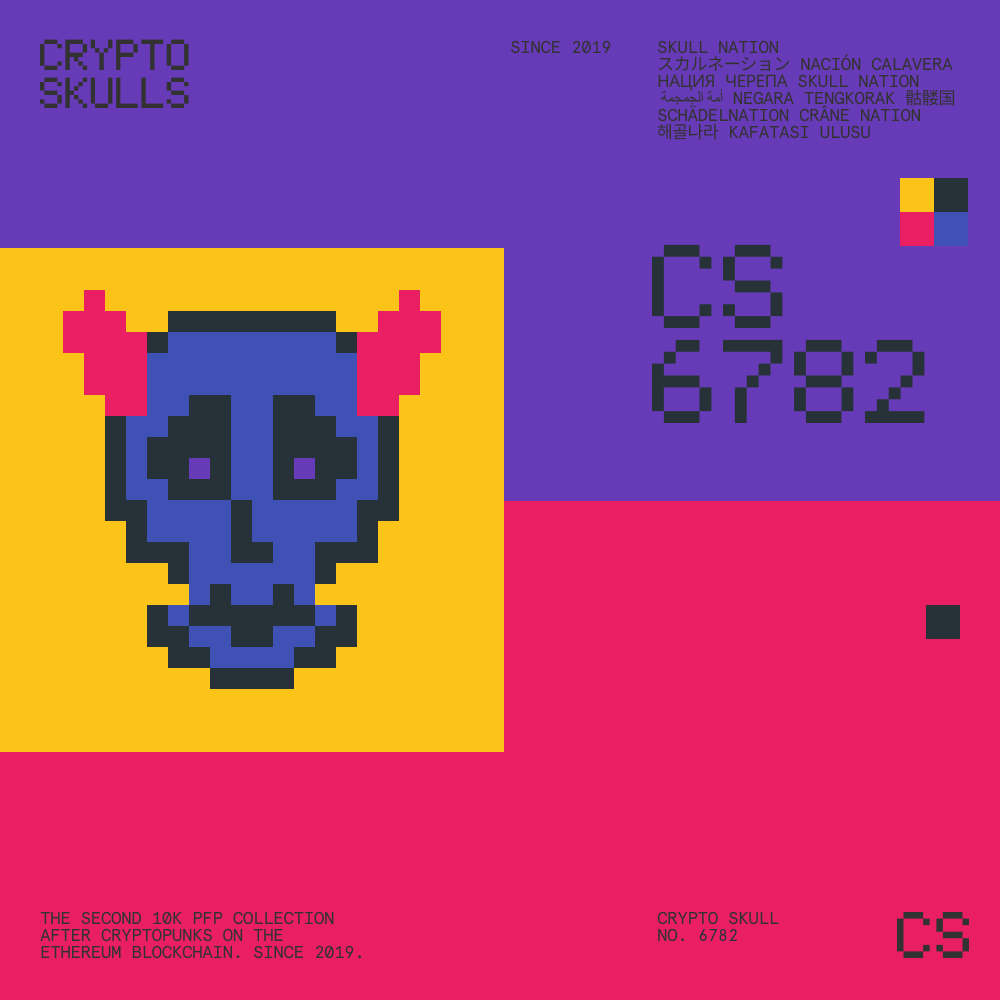 CRYPTO
SKULLS
SINCE 2019
SKULL NATION
スカルネーション NACIÓN CALAVERA
НАЦИЯ ЧЕРЕПА SKULL NATION
أمة الجمجمة NEGARA TENGKORAK 骷髅国
SCHÄDELNATION CRÂNE NATION
해골나라 KAFATASI ULUSU
CS
6782
THE SECOND 10K PFP COLLECTION
AFTER CRYPTOPUNKS ON THE
ETHEREUM BLOCKCHAIN. SINCE 2019.
CRYPTO SKULL
NO. 6782
CS